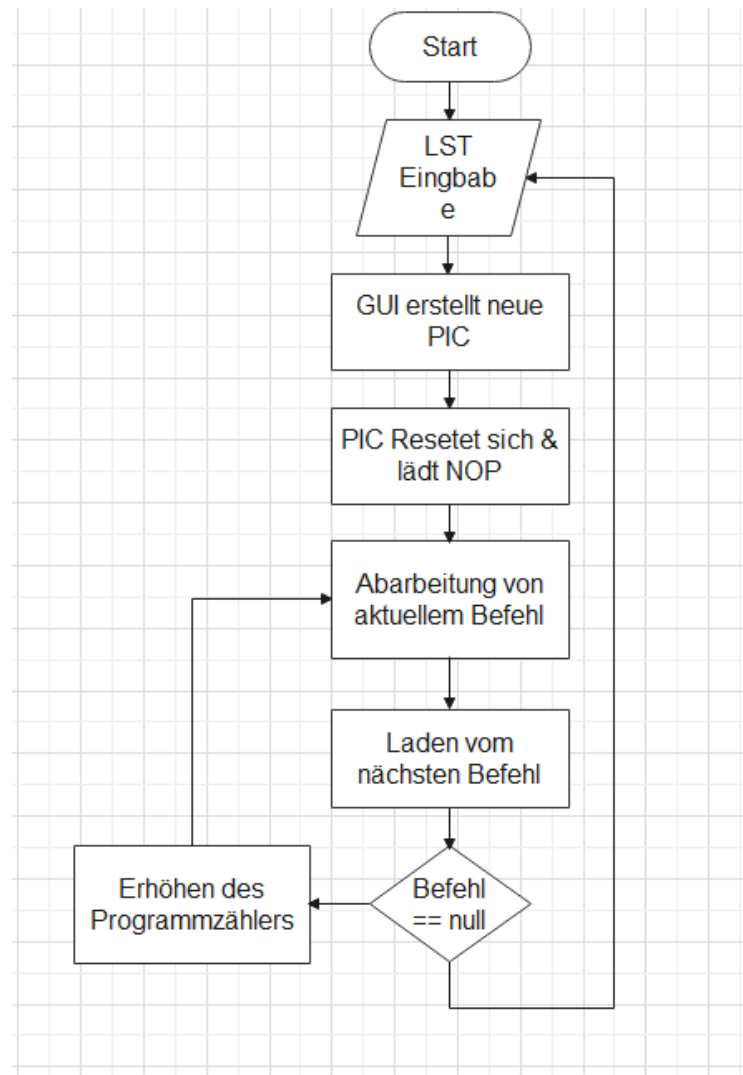 Start
LST
Eingbab
e
GUI erstellt neue
PIC
PIC Resetet sich &
lädt NOP
Abarbeitung von
aktuellem Befehl
Laden vom
nächsten Befehl
Befehl
== null
Erhöhen des
Programmzählers